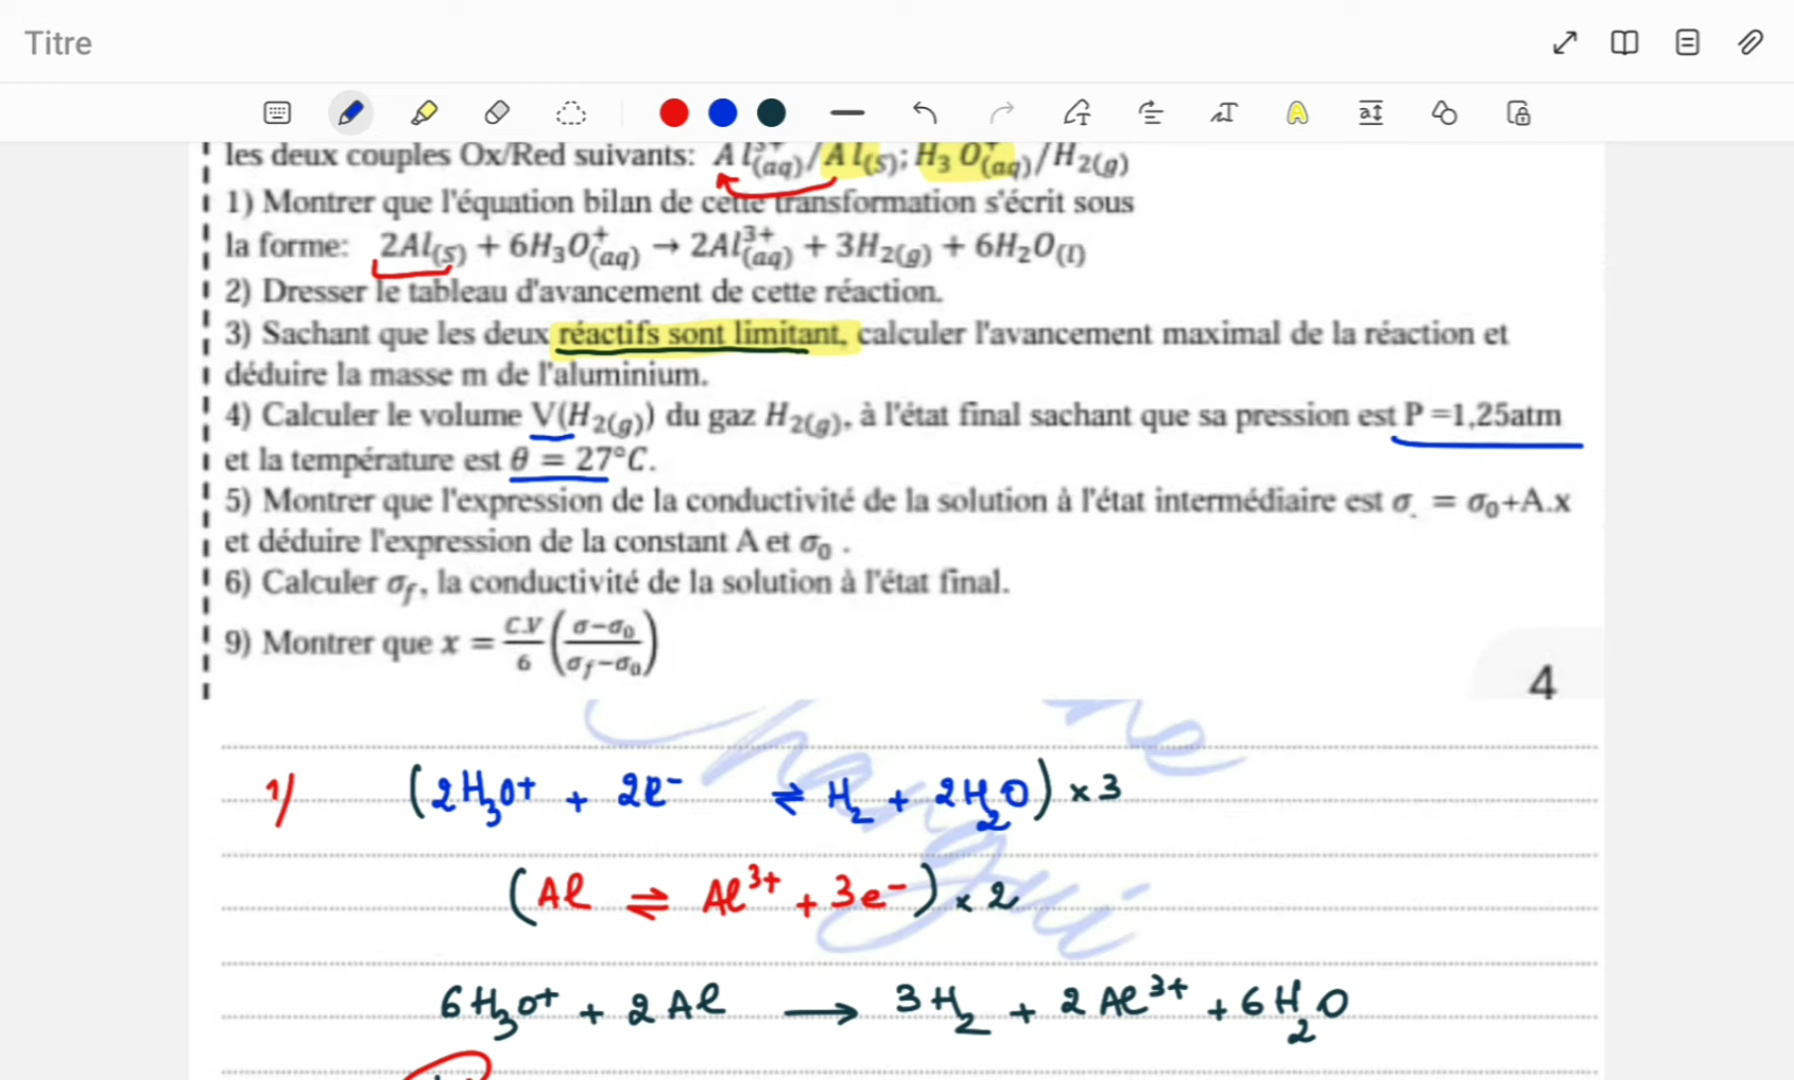 Titre
les deux couples Ox/Red suivants: Al³⁺(aq)/Al(S); H₃O⁺(aq)/H₂(g)
1) Montrer que l'équation bilan de cette transformation s'écrit sous
la forme: 2Al(S) + 6H₃O⁺(aq) → 2Al³⁺(aq) + 3H₂(g) + 6H₂O(l)
2) Dresser le tableau d'avancement de cette réaction.
3) Sachant que les deux réactifs sont limitant, calculer l'avancement maximal de la réaction et
déduire la masse m de l'aluminium.
4) Calculer le volume V(H₂(g)) du gaz H₂(g), à l'état final sachant que sa pression est P =1,25atm
et la température est θ = 27°C.
5) Montrer que l'expression de la conductivité de la solution à l'état intermédiaire est σ. = σ₀+A.x
et déduire l'expression de la constant A et σ₀ .
6) Calculer σf, la conductivité de la solution à l'état final.
9) Montrer que x = C.V/6 (σ−σ₀/σf−σ₀)
4
1/ (2H₃O⁺ + 2e⁻ ⇌ H₂ + 2H₂O) × 3
(Al ⇌ Al³⁺ + 3e⁻) × 2
6H₃O⁺ + 2Al → 3H₂ + 2Al³⁺ + 6H₂O